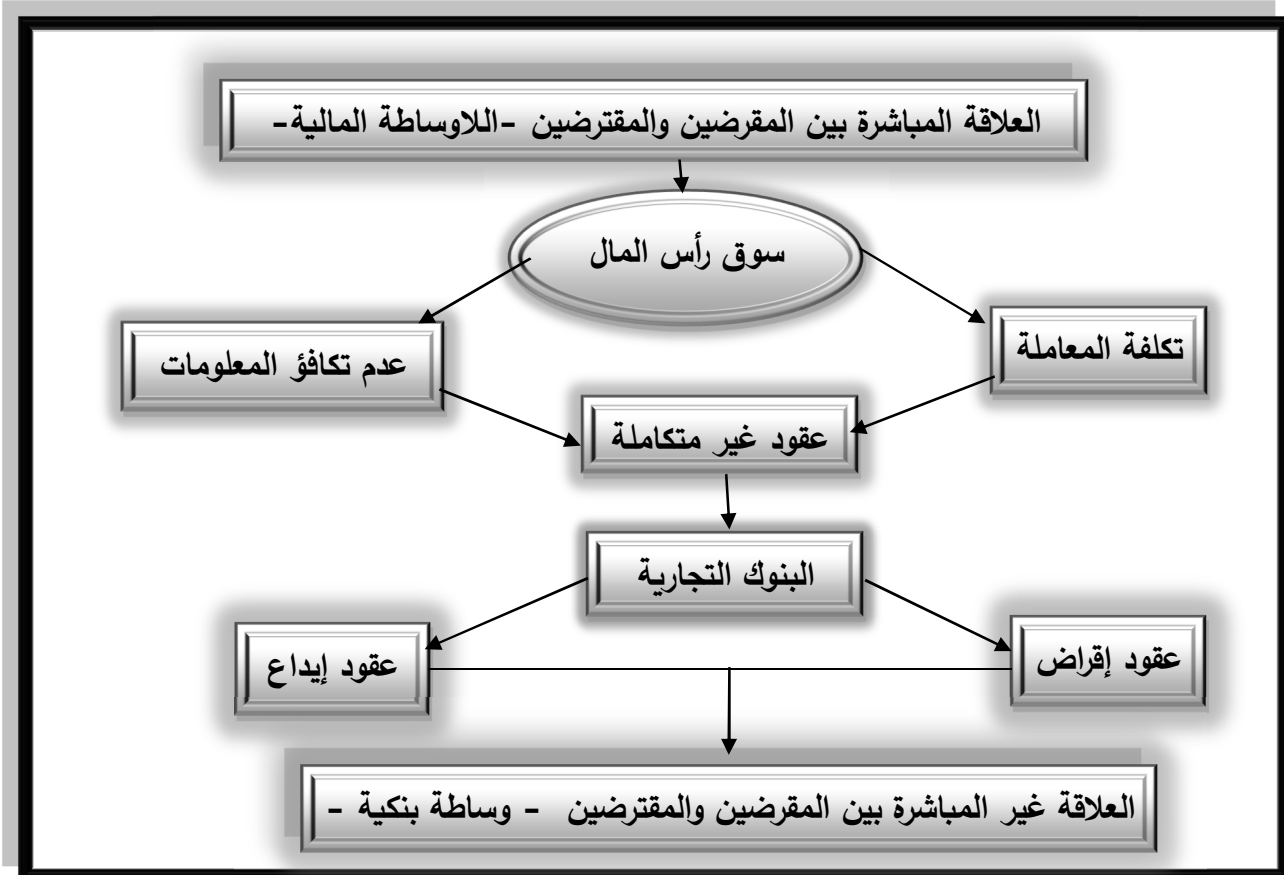 العلاقة المباشرة بين المقرضين والمقترضين -اللاوساطة المالية-
سوق رأس المال
تكلفة المعاملة
عدم تكافؤ المعلومات
عقود غير متكاملة
البنوك التجارية
عقود إقراض
عقود إيداع
العلاقة غير المباشرة بين المقرضين والمقترضين - وساطة بنكية -